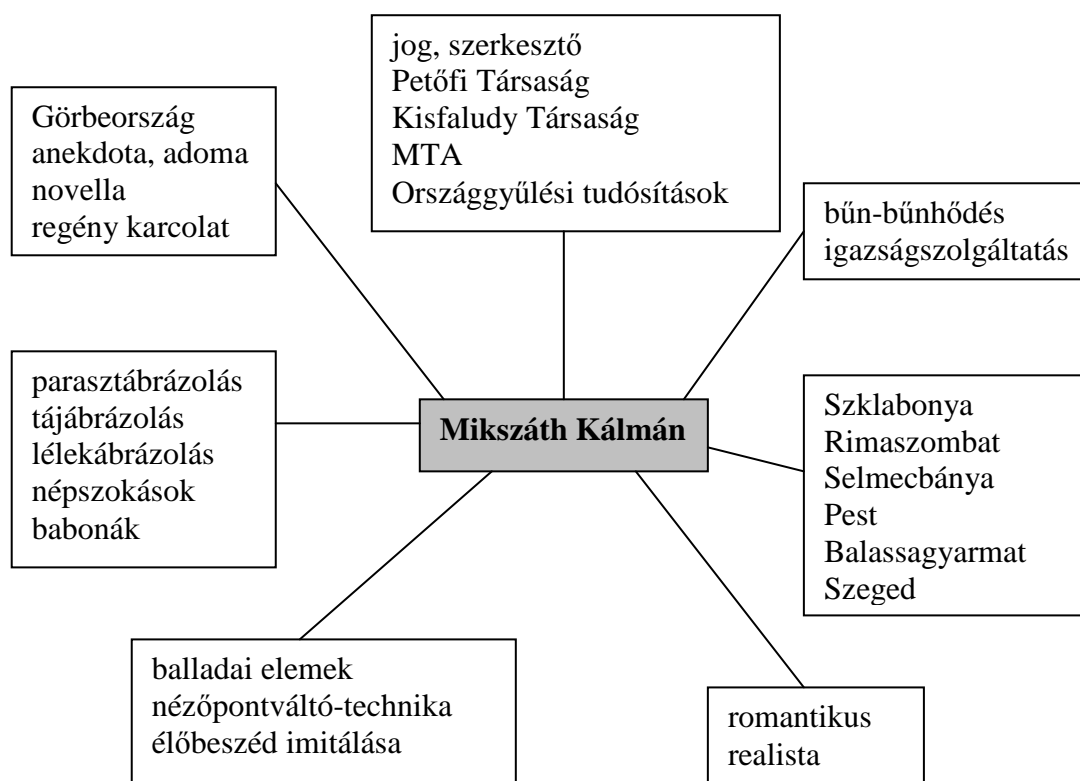 jog, szerkesztő
Petőfi Társaság
Kisfaludy Társaság
MTA
Országgyűlési tudósítások
Görbeország
anekdota, adoma
novella
regény karcolat
bűn-bűnhődés
igazságszolgáltatás
parasztábrázolás
tájábrázolás
lélekábrázolás
népszokások
babonák
Mikszáth Kálmán
Szklabonya
Rimaszombat
Selmecbánya
Pest
Balassagyarmat
Szeged
balladai elemek
nézőpontváltó-technika
élőbeszéd imitálása
romantikus
realista